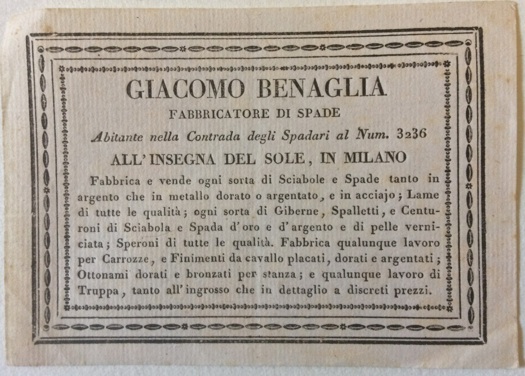 GIACOMO BENAGLIA
FABBRICATORE DI SPADE
Abitante nella Contrada degli Spadari al Num. 3236
ALL'INSEGNA DEL SOLE, IN MILANO
Fabbrica e vende ogni sorta di Sciabole e Spade tanto in
argento che in metallo dorato o argentato, e in acciajo; Lame
di tutte le qualità; ogni sorta di Giberne, Spalletti, e Centu-
roni di Sciabola e Spada d'oro e d'argento e di pelle verni-
ciata; Speroni di tutte le qualità. Fabbrica qualunque lavoro
per Carrozze, e Finimenti da cavallo placati, dorati e argentati;
Ottonami dorati e bronzati per stanza; e qualunque lavoro di
Truppa, tanto all'ingrosso che in dettaglio a discreti prezzi.